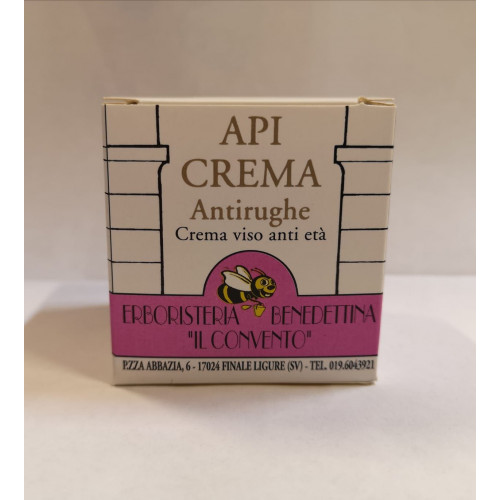 API
CREMA
Antirughe
Crema viso anti età
ERBORISTERIA BENEDETTINA
"IL CONVENTO"
P.ZZA ABBAZIA, 6 - 17024 FINALE LIGURE (SV) - TEL. 019.6043921